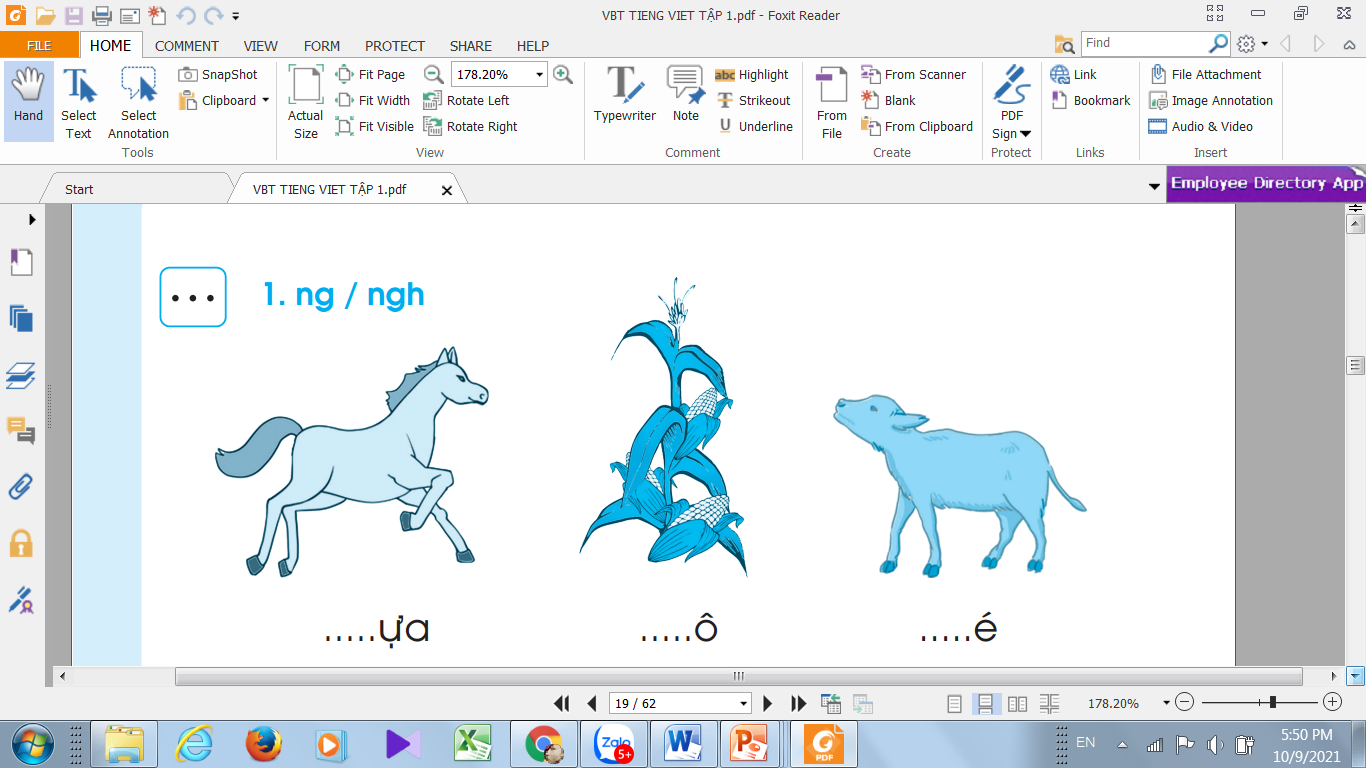 VBT TIENG VIET TẬP 1.pdf - Foxit Reader
FILE HOME COMMENT VIEW FORM PROTECT SHARE HELP
Find
Hand
Select Text
Select Annotation
SnapShot
Clipboard
Tools
Actual Size
Fit Page
Fit Width
Fit Visible
178.20%
Rotate Left
Rotate Right
View
Typewriter
Note
abc Highlight
T Strikeout
U Underline
Comment
From File
From Scanner
Blank
From Clipboard
Create
PDF Sign
Protect
Link
Bookmark
Links
File Attachment
Image Annotation
Audio & Video
Insert
Start
VBT TIENG VIET TẬP 1.pdf
Employee Directory App
... 1. ng / ngh
.....ựa .....ô .....é
19 / 62
178.20%
Zalo
5+
PDF
EN
5:50 PM
10/9/2021